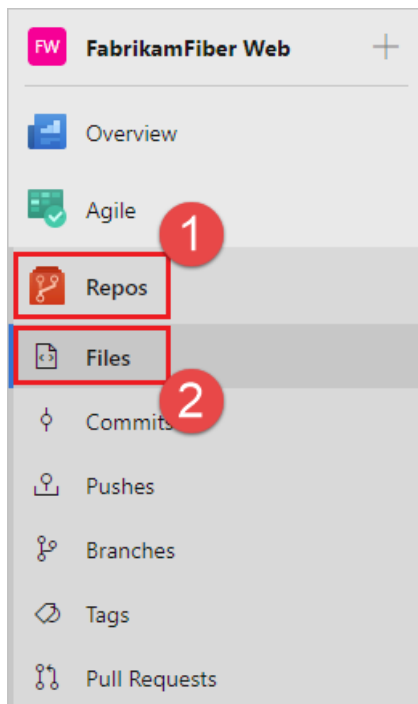 FW FabrikamFiber Web
Overview
Agile
1
Repos
Files
2
Commits
Pushes
Branches
Tags
Pull Requests